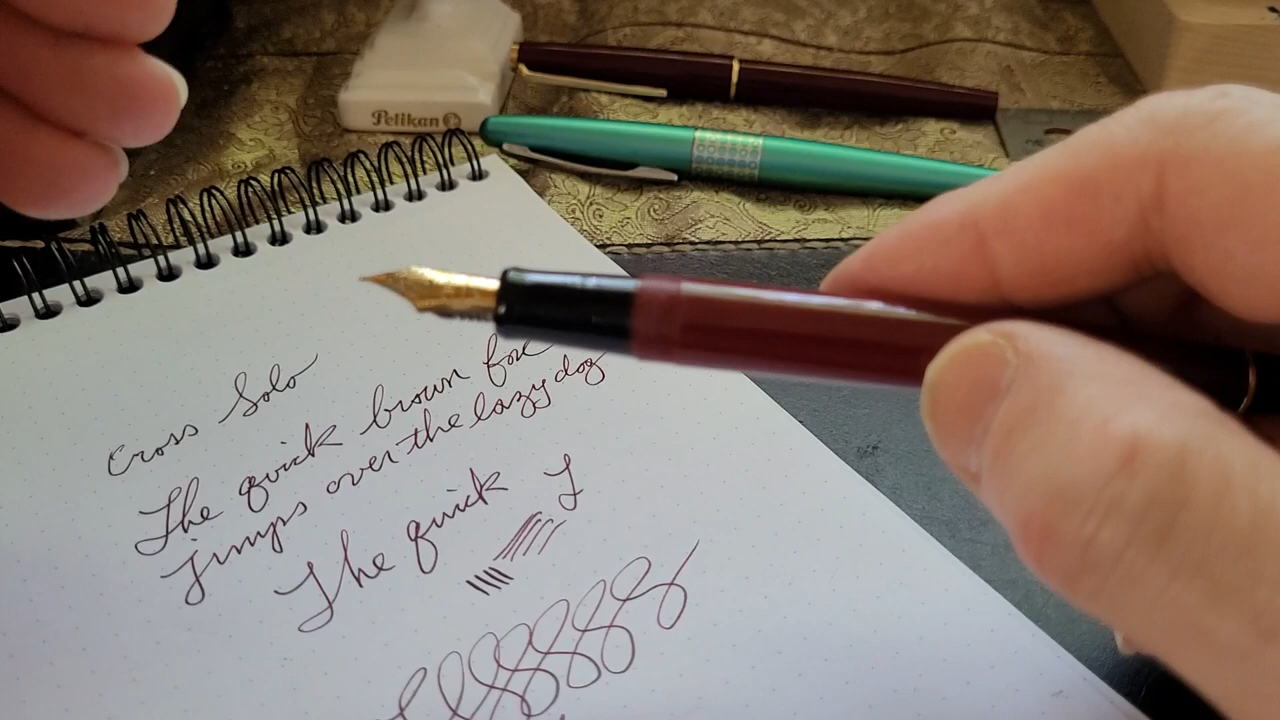 Pelikan
Cross Solo
The quick brown fox
jumps over the lazy dog
The quick J